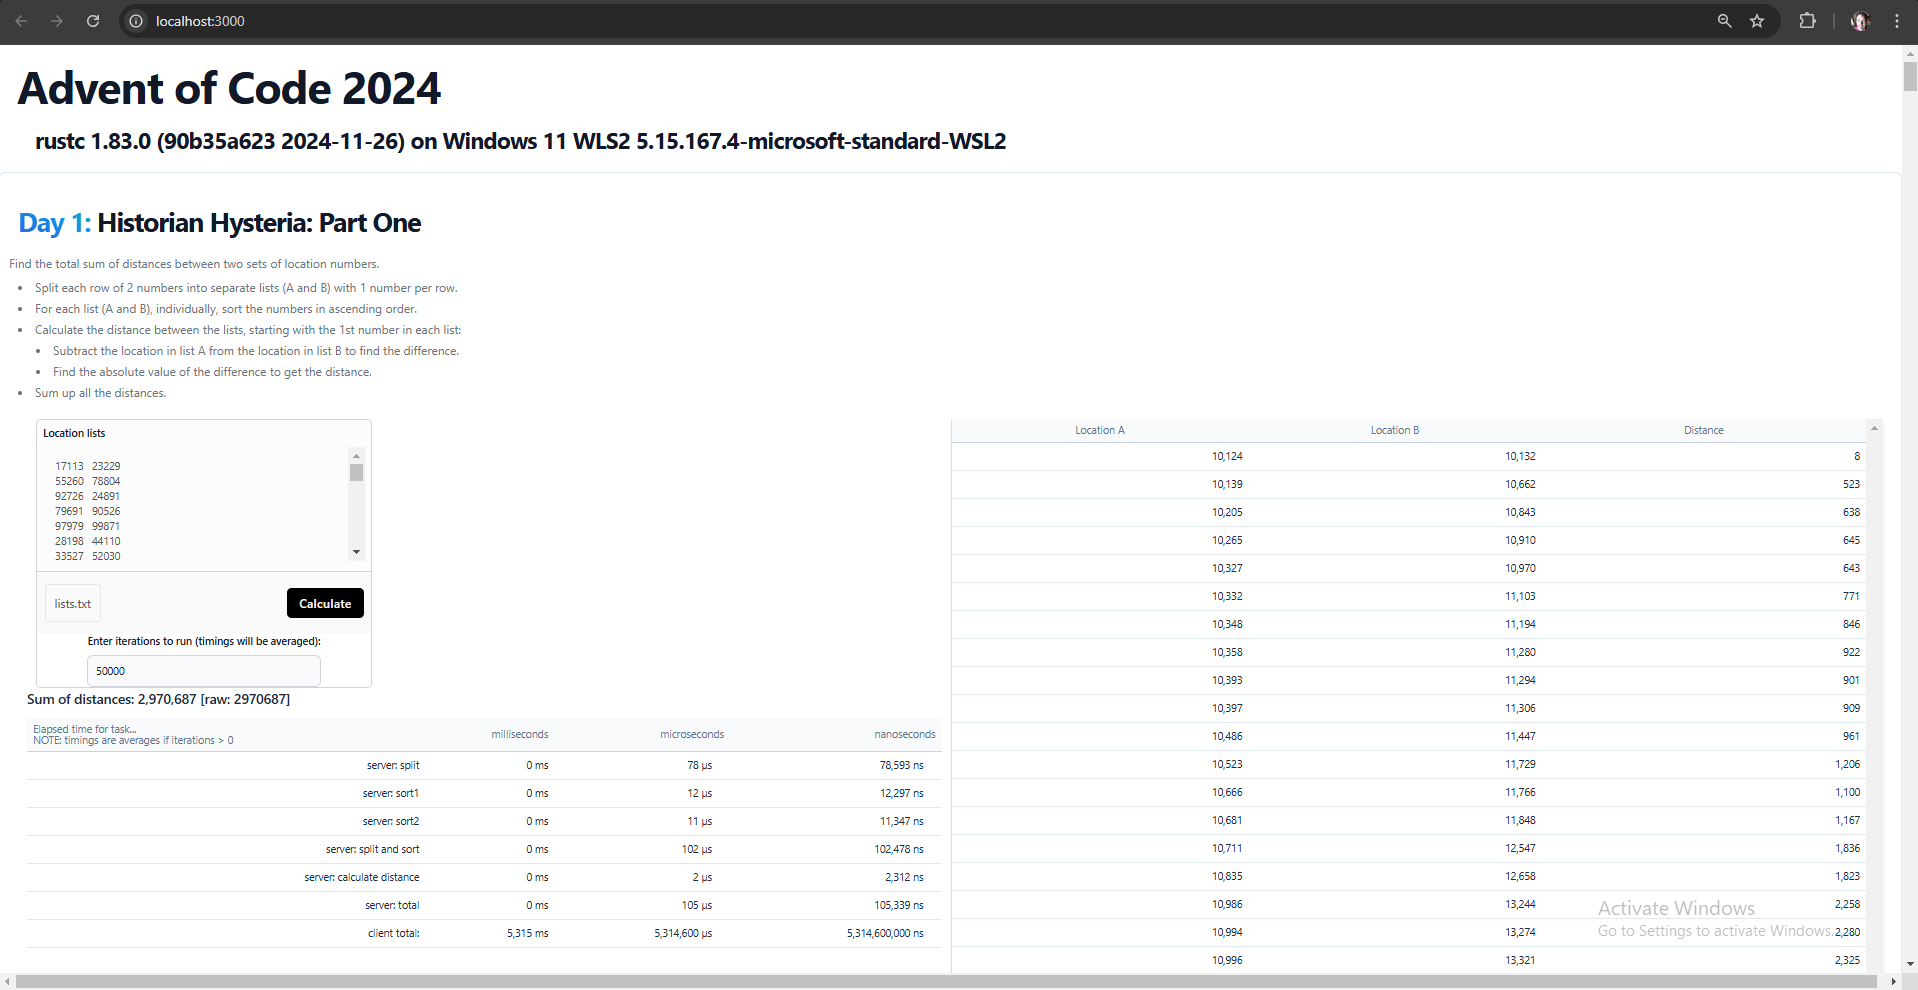 localhost:3000
Advent of Code 2024
rustc 1.83.0 (90b35a623 2024-11-26) on Windows 11 WLS2 5.15.167.4-microsoft-standard-WSL2
Day 1: Historian Hysteria: Part One
Find the total sum of distances between two sets of location numbers.
• Split each row of 2 numbers into separate lists (A and B) with 1 number per row.
• For each list (A and B), individually, sort the numbers in ascending order.
• Calculate the distance between the lists, starting with the 1st number in each list:
• Subtract the location in list A from the location in list B to find the difference.
• Find the absolute value of the difference to get the distance.
• Sum up all the distances.
Location lists
17113 23229
55260 78804
92726 24891
79691 90526
97979 99871
28198 44110
33527 52030
lists.txt
Calculate
Enter iterations to run (timings will be averaged):
50000
Sum of distances: 2,970,687 [raw: 2970687]
Elapsed time for task...
NOTE: timings are averages if iterations > 0
milliseconds microseconds nanoseconds
server: split 0 ms 78 µs 78,593 ns
server: sort1 0 ms 12 µs 12,297 ns
server: sort2 0 ms 11 µs 11,347 ns
server: split and sort 0 ms 102 µs 102,478 ns
server: calculate distance 0 ms 2 µs 2,312 ns
server: total 0 ms 105 µs 105,339 ns
client total: 5,315 ms 5,314,600 µs 5,314,600,000 ns
Location A Location B Distance
10,124 10,132 8
10,139 10,662 523
10,205 10,843 638
10,265 10,910 645
10,327 10,970 643
10,332 11,103 771
10,348 11,194 846
10,358 11,280 922
10,393 11,294 901
10,397 11,306 909
10,486 11,447 961
10,523 11,729 1,206
10,666 11,766 1,100
10,681 11,848 1,167
10,711 12,547 1,836
10,835 12,658 1,823
10,986 13,244 2,258
10,994 13,274 2,280
10,996 13,321 2,325
Activate Windows
Go to Settings to activate Windows.